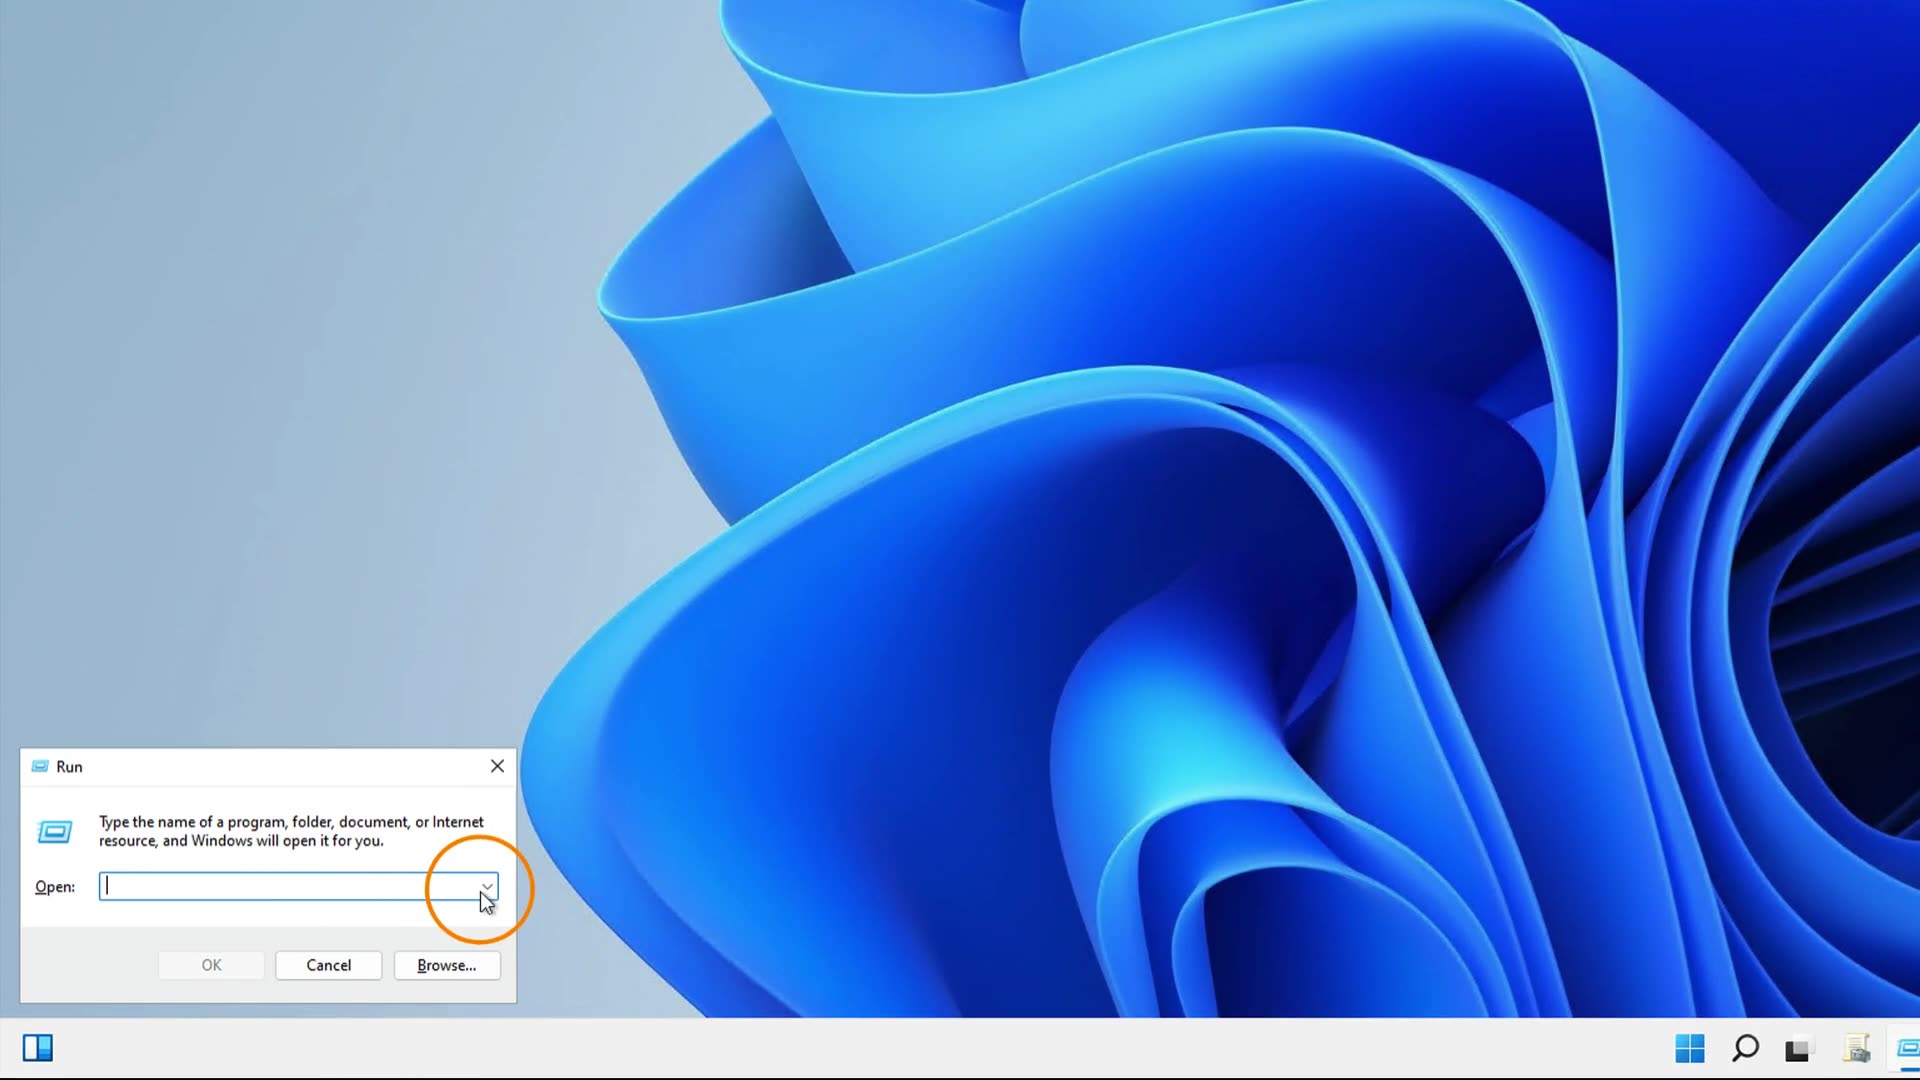 Run
Type the name of a program, folder, document, or Internet
resource, and Windows will open it for you.
Open:
OK
Cancel
Browse...